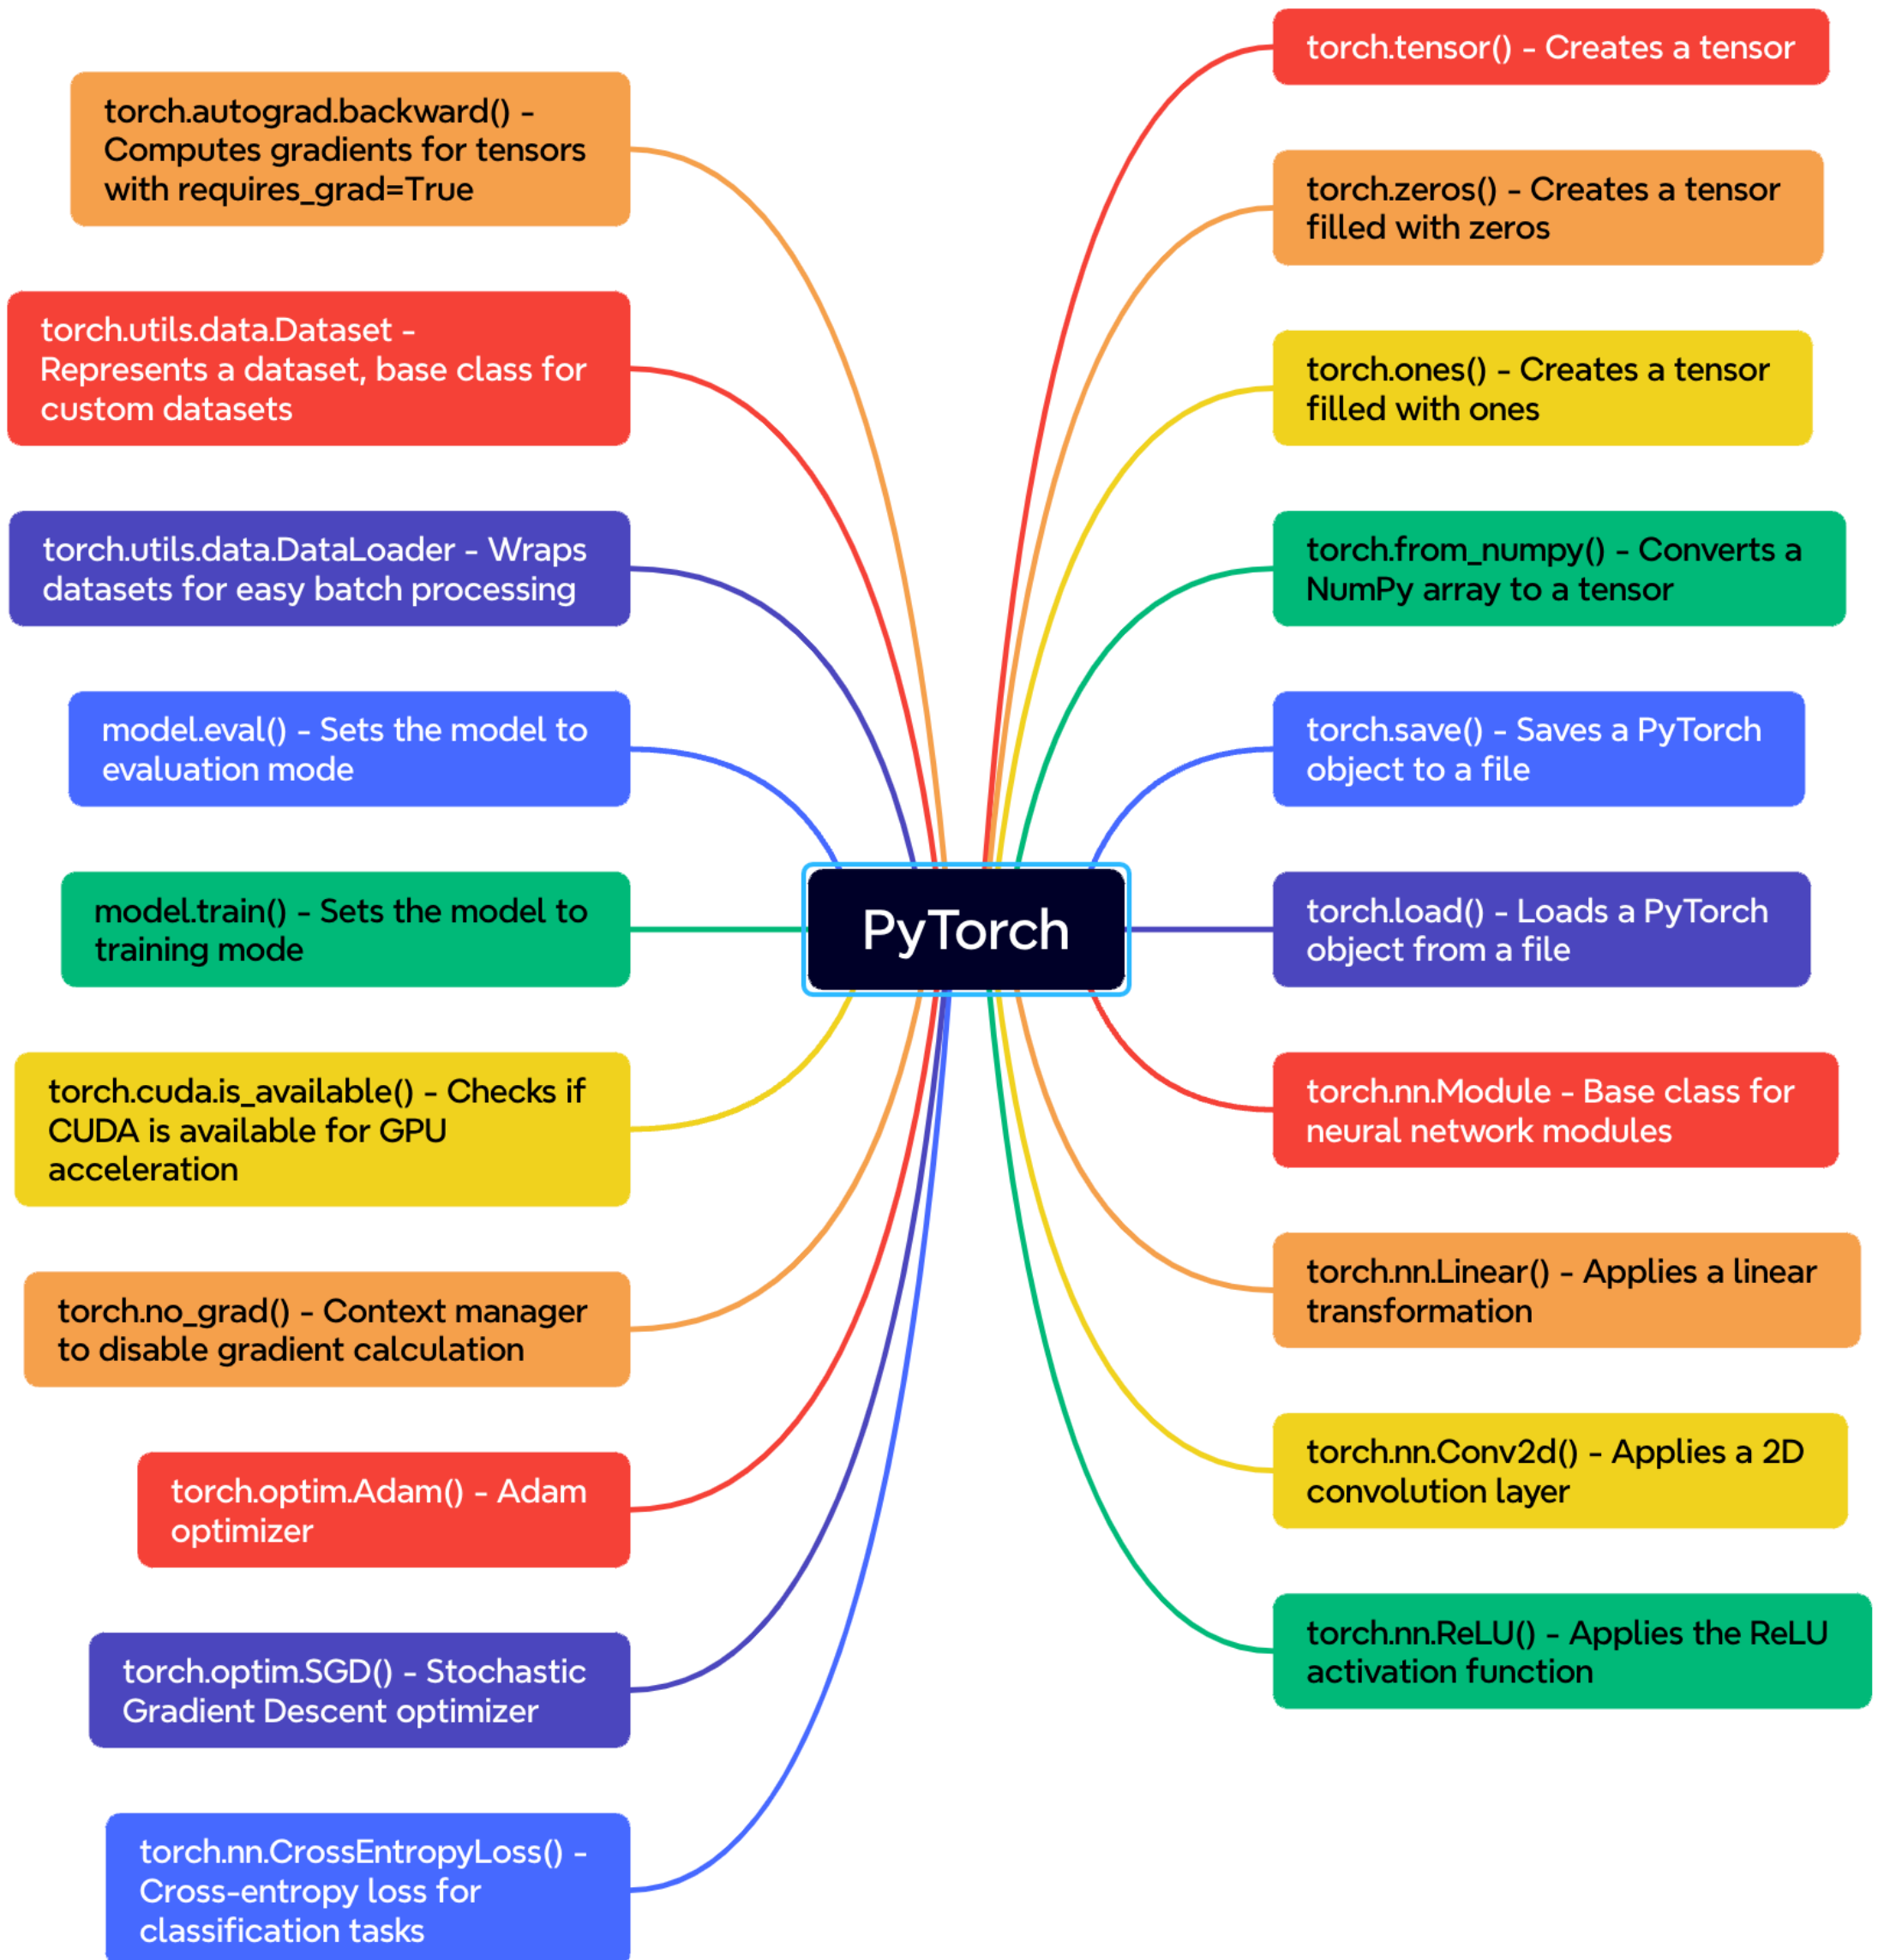 torch.tensor() - Creates a tensor
torch.zeros() - Creates a tensor
filled with zeros
torch.ones() - Creates a tensor
filled with ones
torch.from_numpy() - Converts a
NumPy array to a tensor
torch.save() - Saves a PyTorch
object to a file
torch.load() - Loads a PyTorch
object from a file
torch.nn.Module - Base class for
neural network modules
torch.nn.Linear() - Applies a linear
transformation
torch.nn.Conv2d() - Applies a 2D
convolution layer
torch.nn.ReLU() - Applies the ReLU
activation function
PyTorch
torch.autograd.backward() -
Computes gradients for tensors
with requires_grad=True
torch.utils.data.Dataset -
Represents a dataset, base class for
custom datasets
torch.utils.data.DataLoader - Wraps
datasets for easy batch processing
model.eval() - Sets the model to
evaluation mode
model.train() - Sets the model to
training mode
torch.cuda.is_available() - Checks if
CUDA is available for GPU
acceleration
torch.no_grad() - Context manager
to disable gradient calculation
torch.optim.Adam() - Adam
optimizer
torch.optim.SGD() - Stochastic
Gradient Descent optimizer
torch.nn.CrossEntropyLoss() -
Cross-entropy loss for
classification tasks